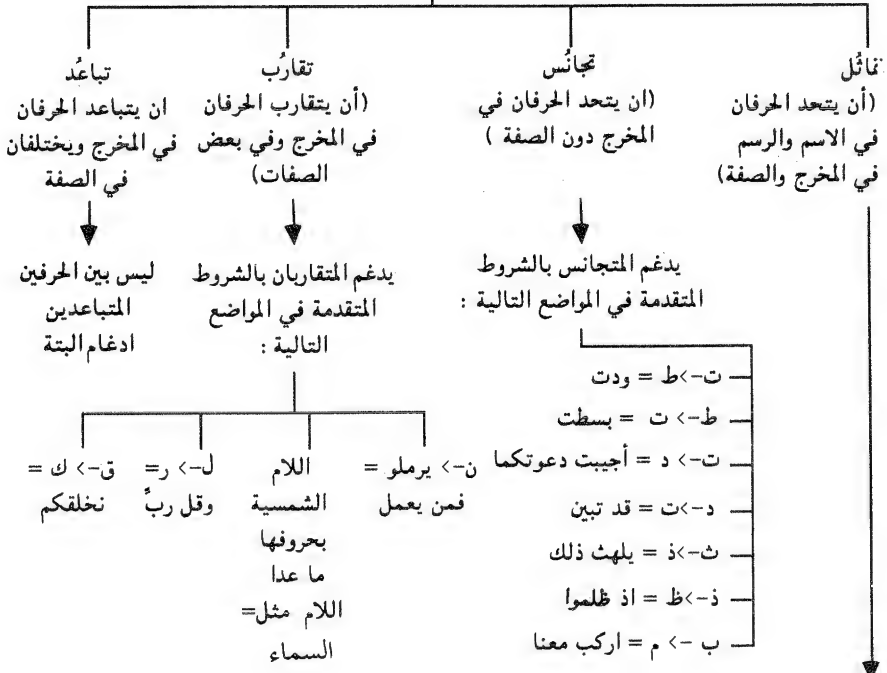 تماثُل
(أن يتحد الحرفان
في الاسم والرسم
في المخرج والصفة)
تجانُس
(ان يتحد الحرفان في
المخرج دون الصفة )
يدغم المتجانس بالشروط
المتقدمة في المواضع التالية :
ت-> ط = ودت
ط-> ت = بسطت
ت-> د = أجيبت دعوتكما
د-> ت = قد تبين
ث-> ذ = يلهث ذلك
ذ-> ظ = اذ ظلموا
ب -> م = اركب معنا
تقارُب
(أن يتقارب الحرفان
في المخرج وفي بعض
الصفات)
يدغم المتقاربان بالشروط
المتقدمة في المواضع
التالية :
ن-> يرملو =
فمن يعمل
اللام
الشمسية
بحروفها
ما عدا
اللام مثل=
السماء
ل-> ر=
وقل ربِّ
ق-> ك =
نخلقكم
تباعُد
ان يتباعد الحرفان
في المخرج ويختلفان
في الصفة
ليس بين الحرفين
المتباعدين
ادغام البتة